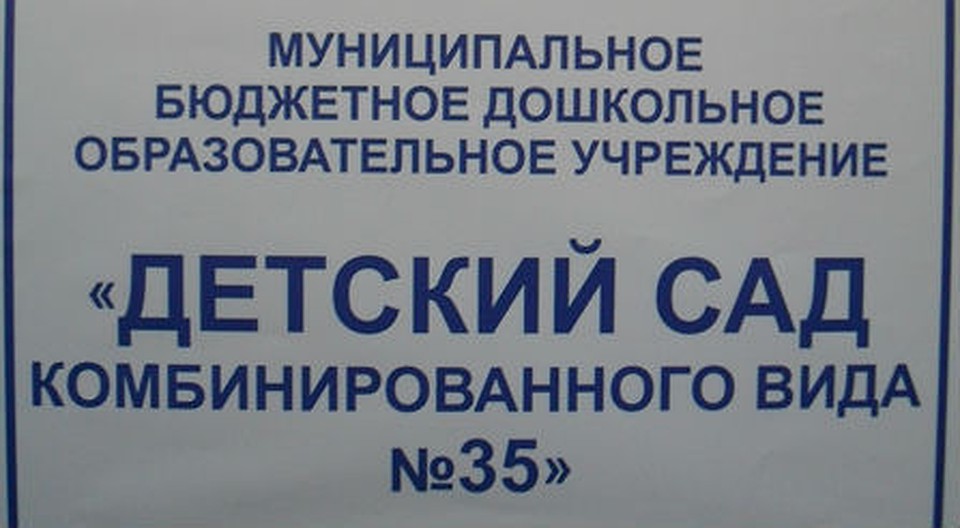 МУНИЦИПАЛЬНОЕ
БЮДЖЕТНОЕ ДОШКОЛЬНОЕ
ОБРАЗОВАТЕЛЬНОЕ УЧРЕЖДЕНИЕ
«ДЕТСКИЙ САД
КОМБИНИРОВАННОГО ВИДА
№35»